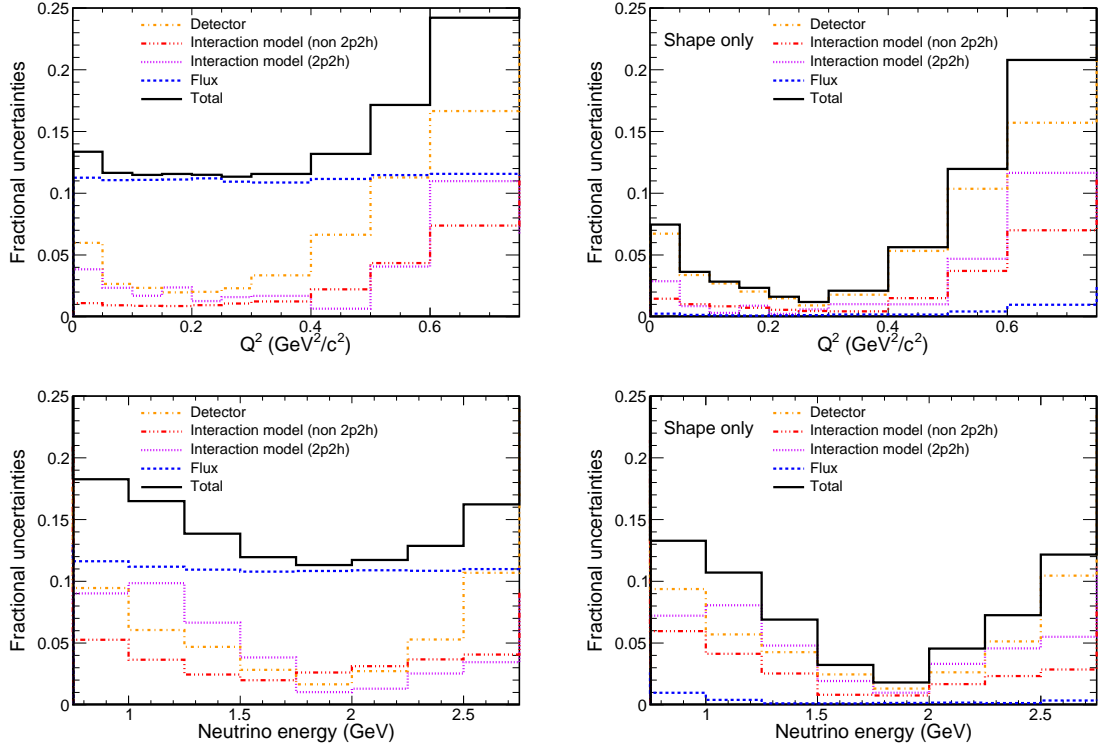 Fractional uncertainties
0.25
0.2
0.15
0.1
0.05
0
Detector
Interaction model (non 2p2h)
Interaction model (2p2h)
Flux
Total
0 0.2 0.4 0.6
Q² (GeV²/c²)
Fractional uncertainties
0.25
0.2
0.15
0.1
0.05
0
Shape only
Detector
Interaction model (non 2p2h)
Interaction model (2p2h)
Flux
Total
0 0.2 0.4 0.6
Q² (GeV²/c²)
Fractional uncertainties
0.25
0.2
0.15
0.1
0.05
0
Detector
Interaction model (non 2p2h)
Interaction model (2p2h)
Flux
Total
1 1.5 2 2.5
Neutrino energy (GeV)
Fractional uncertainties
0.25
0.2
0.15
0.1
0.05
0
Shape only
Detector
Interaction model (non 2p2h)
Interaction model (2p2h)
Flux
Total
1 1.5 2 2.5
Neutrino energy (GeV)